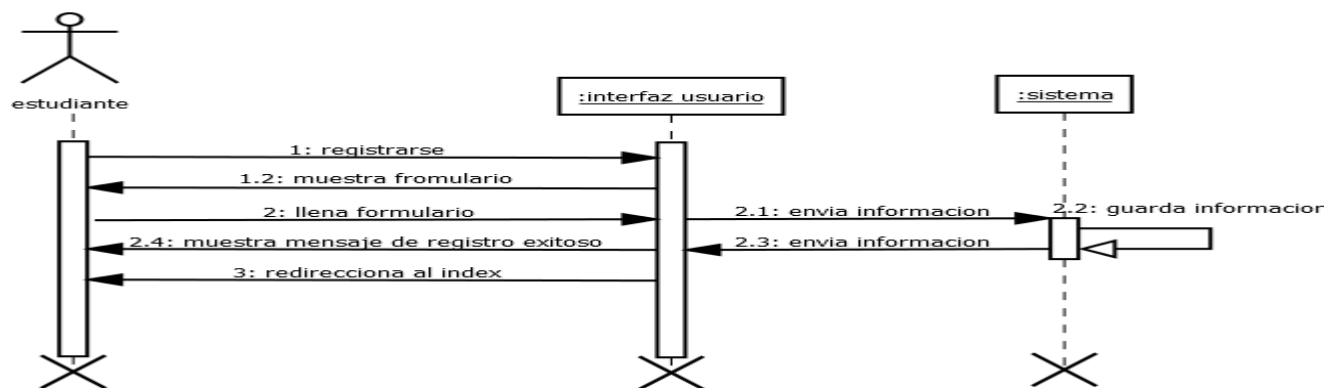 estudiante
:interfaz usuario
:sistema
1: registrarse
1.2: muestra fromulario
2: llena formulario
2.1: envia informacion
2.2: guarda informacion
2.4: muestra mensaje de registro exitoso
2.3: envia informacion
3: redirecciona al index